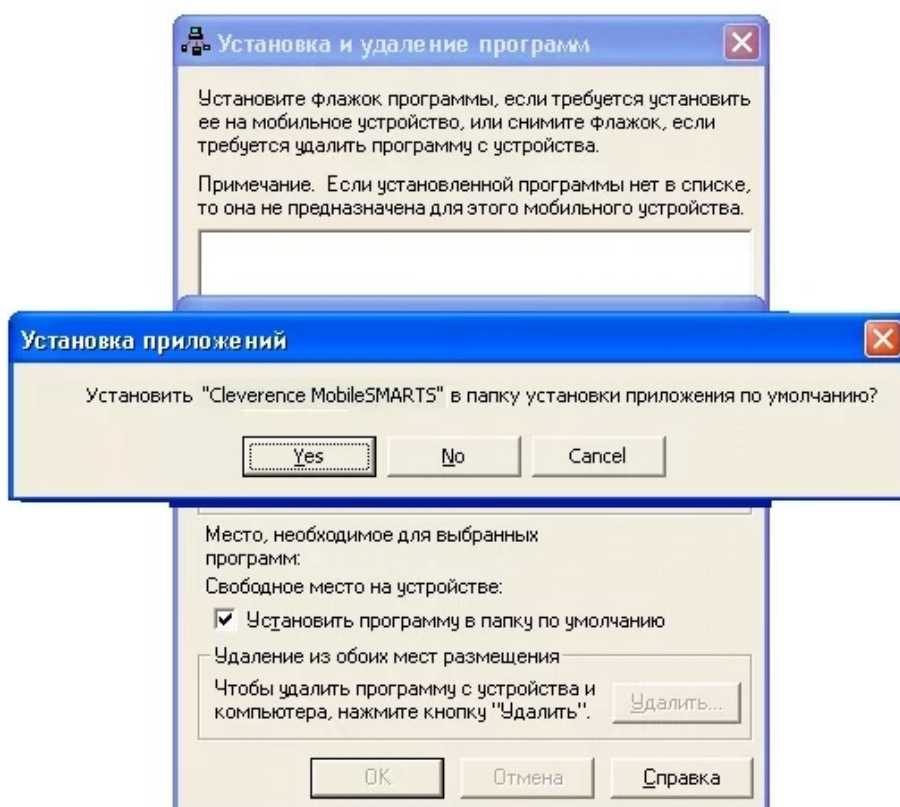 Установка и удаление программ
Установите флажок программы, если требуется установить
ее на мобильное устройство, или снимите флажок, если
требуется удалить программу с устройства.
Примечание. Если установленной программы нет в списке,
то она не предназначена для этого мобильного устройства.
Установка приложений
Установить "Cleverence MobileSMARTS" в папку установки приложения по умолчанию?
Yes No Cancel
Место, необходимое для выбранных
программ:
Свободное место на устройстве:
Установить программу в папку по умолчанию
Удаление из обоих мест размещения
Чтобы удалить программу с устройства и
компьютера, нажмите кнопку "Удалить".
Удалить...
OK Отмена Справка